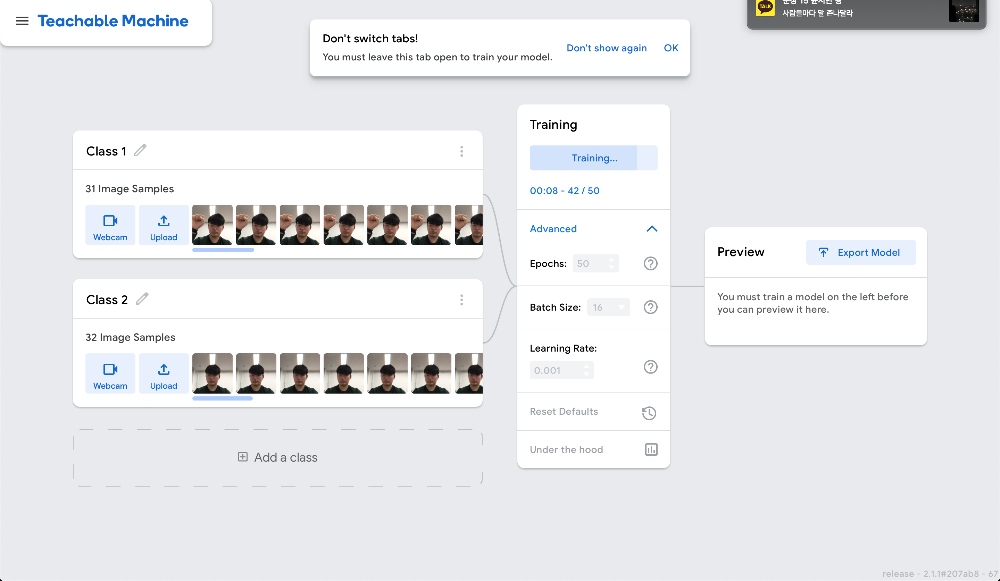 Teachable Machine
Don't switch tabs!
You must leave this tab open to train your model.
Don't show again
OK
TALK
사람들마다 말 존나달라
Class 1
31 Image Samples
Webcam
Upload
Class 2
32 Image Samples
Webcam
Upload
Add a class
Training
Training...
00:08 - 42 / 50
Advanced
Epochs: 50
Batch Size: 16
Learning Rate:
0.001
Reset Defaults
Under the hood
Preview
Export Model
You must train a model on the left before
you can preview it here.
release - 2.1.1#207ab8 - 67